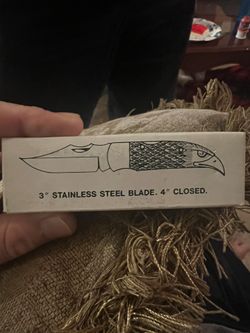 3" STAINLESS STEEL BLADE. 4" CLOSED.